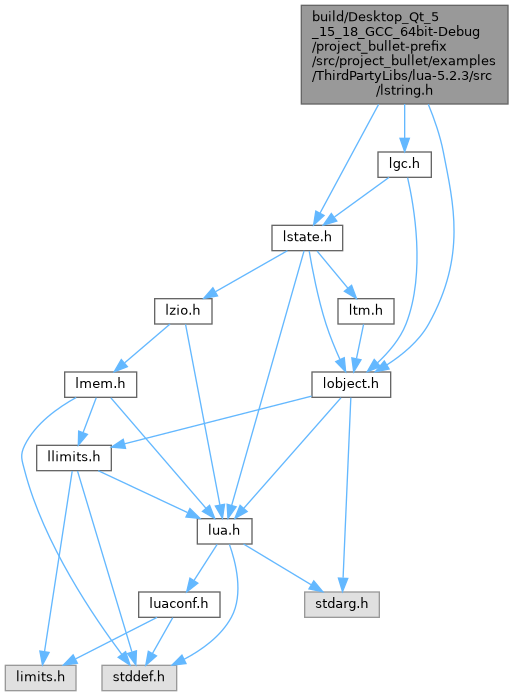 build/Desktop_Qt_5
_15_18_GCC_64bit-Debug
/project_bullet-prefix
/src/project_bullet/examples
/ThirdPartyLibs/lua-5.2.3/src
/lstring.h
lgc.h
lstate.h
lzio.h
ltm.h
lmem.h
lobject.h
llimits.h
lua.h
luaconf.h
stdarg.h
limits.h
stddef.h